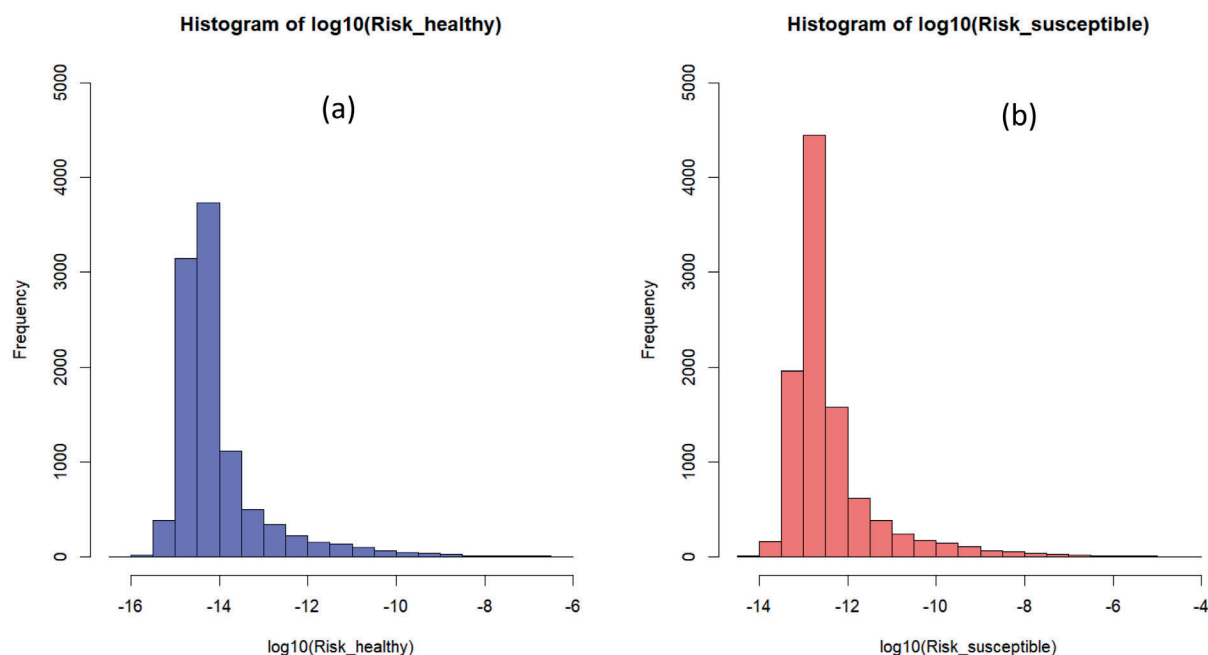 Histogram of log10(Risk_healthy)
(a)
Frequency
5000
4000
3000
2000
1000
0
-16 -14 -12 -10 -8 -6
log10(Risk_healthy)
Histogram of log10(Risk_susceptible)
(b)
Frequency
5000
4000
3000
2000
1000
0
-14 -12 -10 -8 -6 -4
log10(Risk_susceptible)